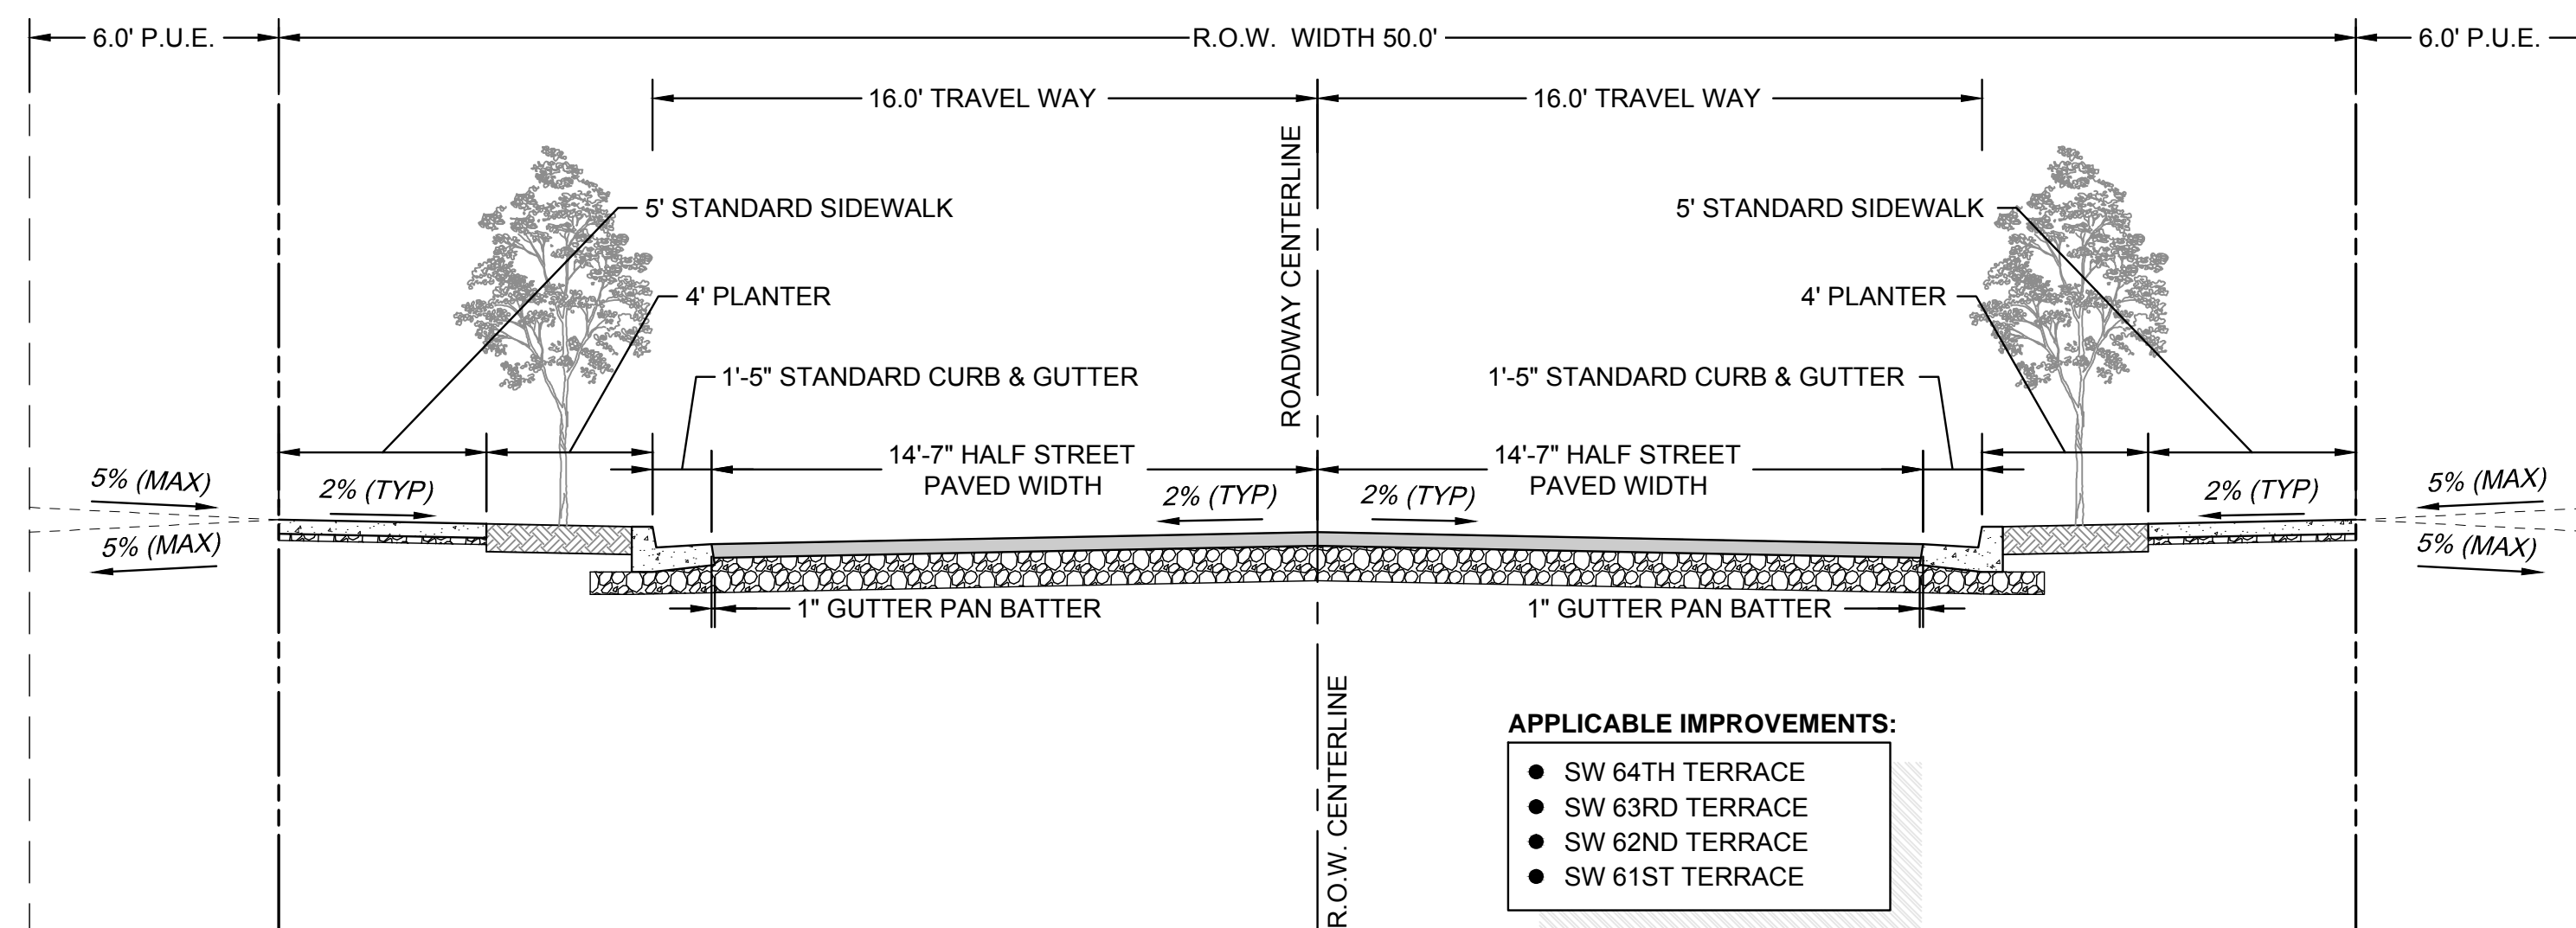 6.0' P.U.E.
R.O.W. WIDTH 50.0'
6.0' P.U.E.
16.0' TRAVEL WAY
16.0' TRAVEL WAY
ROADWAY CENTERLINE
5' STANDARD SIDEWALK
5' STANDARD SIDEWALK
4' PLANTER
4' PLANTER
1'-5" STANDARD CURB & GUTTER
1'-5" STANDARD CURB & GUTTER
14'-7" HALF STREET
PAVED WIDTH
14'-7" HALF STREET
PAVED WIDTH
5% (MAX)
2% (TYP)
2% (TYP)
2% (TYP)
2% (TYP)
5% (MAX)
5% (MAX)
5% (MAX)
1" GUTTER PAN BATTER
1" GUTTER PAN BATTER
R.O.W. CENTERLINE
APPLICABLE IMPROVEMENTS:
● SW 64TH TERRACE
● SW 63RD TERRACE
● SW 62ND TERRACE
● SW 61ST TERRACE